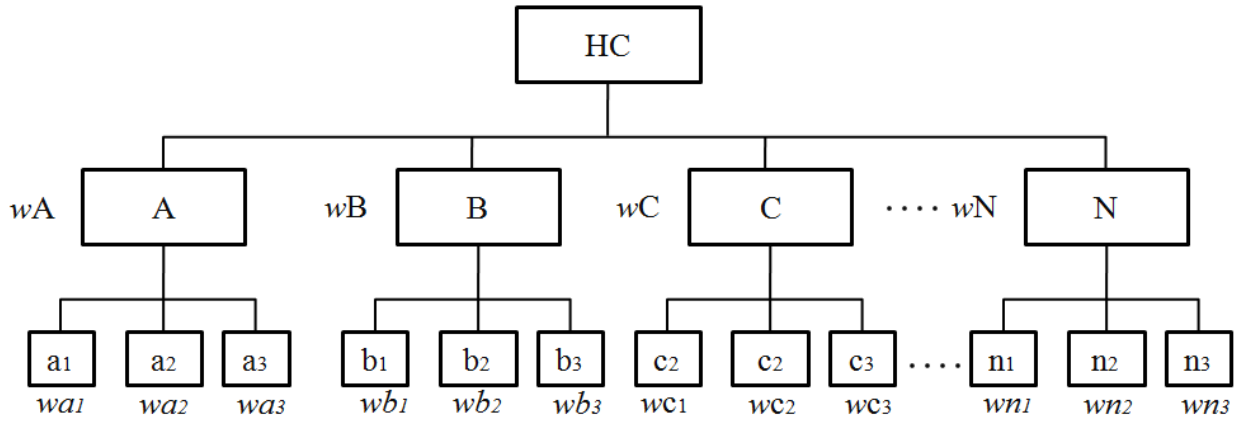 HC
wA A wB B wC C .... wN N
a1 a2 a3 b1 b2 b3 c2 c2 c3 .... n1 n2 n3
wa1 wa2 wa3 wb1 wb2 wb3 wc1 wc2 wc3 wn1 wn2 wn3